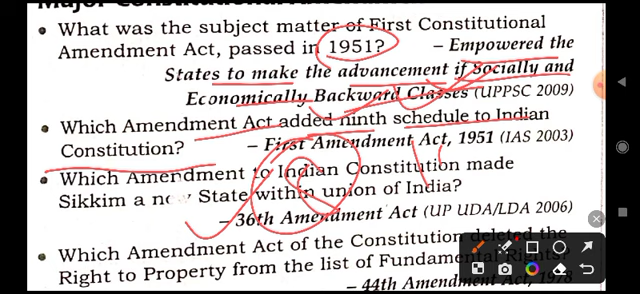 Major Constitutional Amendment
• What was the subject matter of First Constitutional
Amendment Act, passed in 1951?
– Empowered the
States to make the advancement if Socially and
Economically Backward Classes (UPPSC 2009)
• Which Amendment Act added ninth schedule to Indian
Constitution? – First Amendment Act, 1951 (IAS 2003)
• Which Amendment to Indian Constitution made
Sikkim a new State within union of India?
– 36th Amendment Act (UP UDA/LDA 2006)
• Which Amendment Act of the Constitution deleted the
Right to Property from the list of Fundamental Rights?
– 44th Amendment Act, 1978